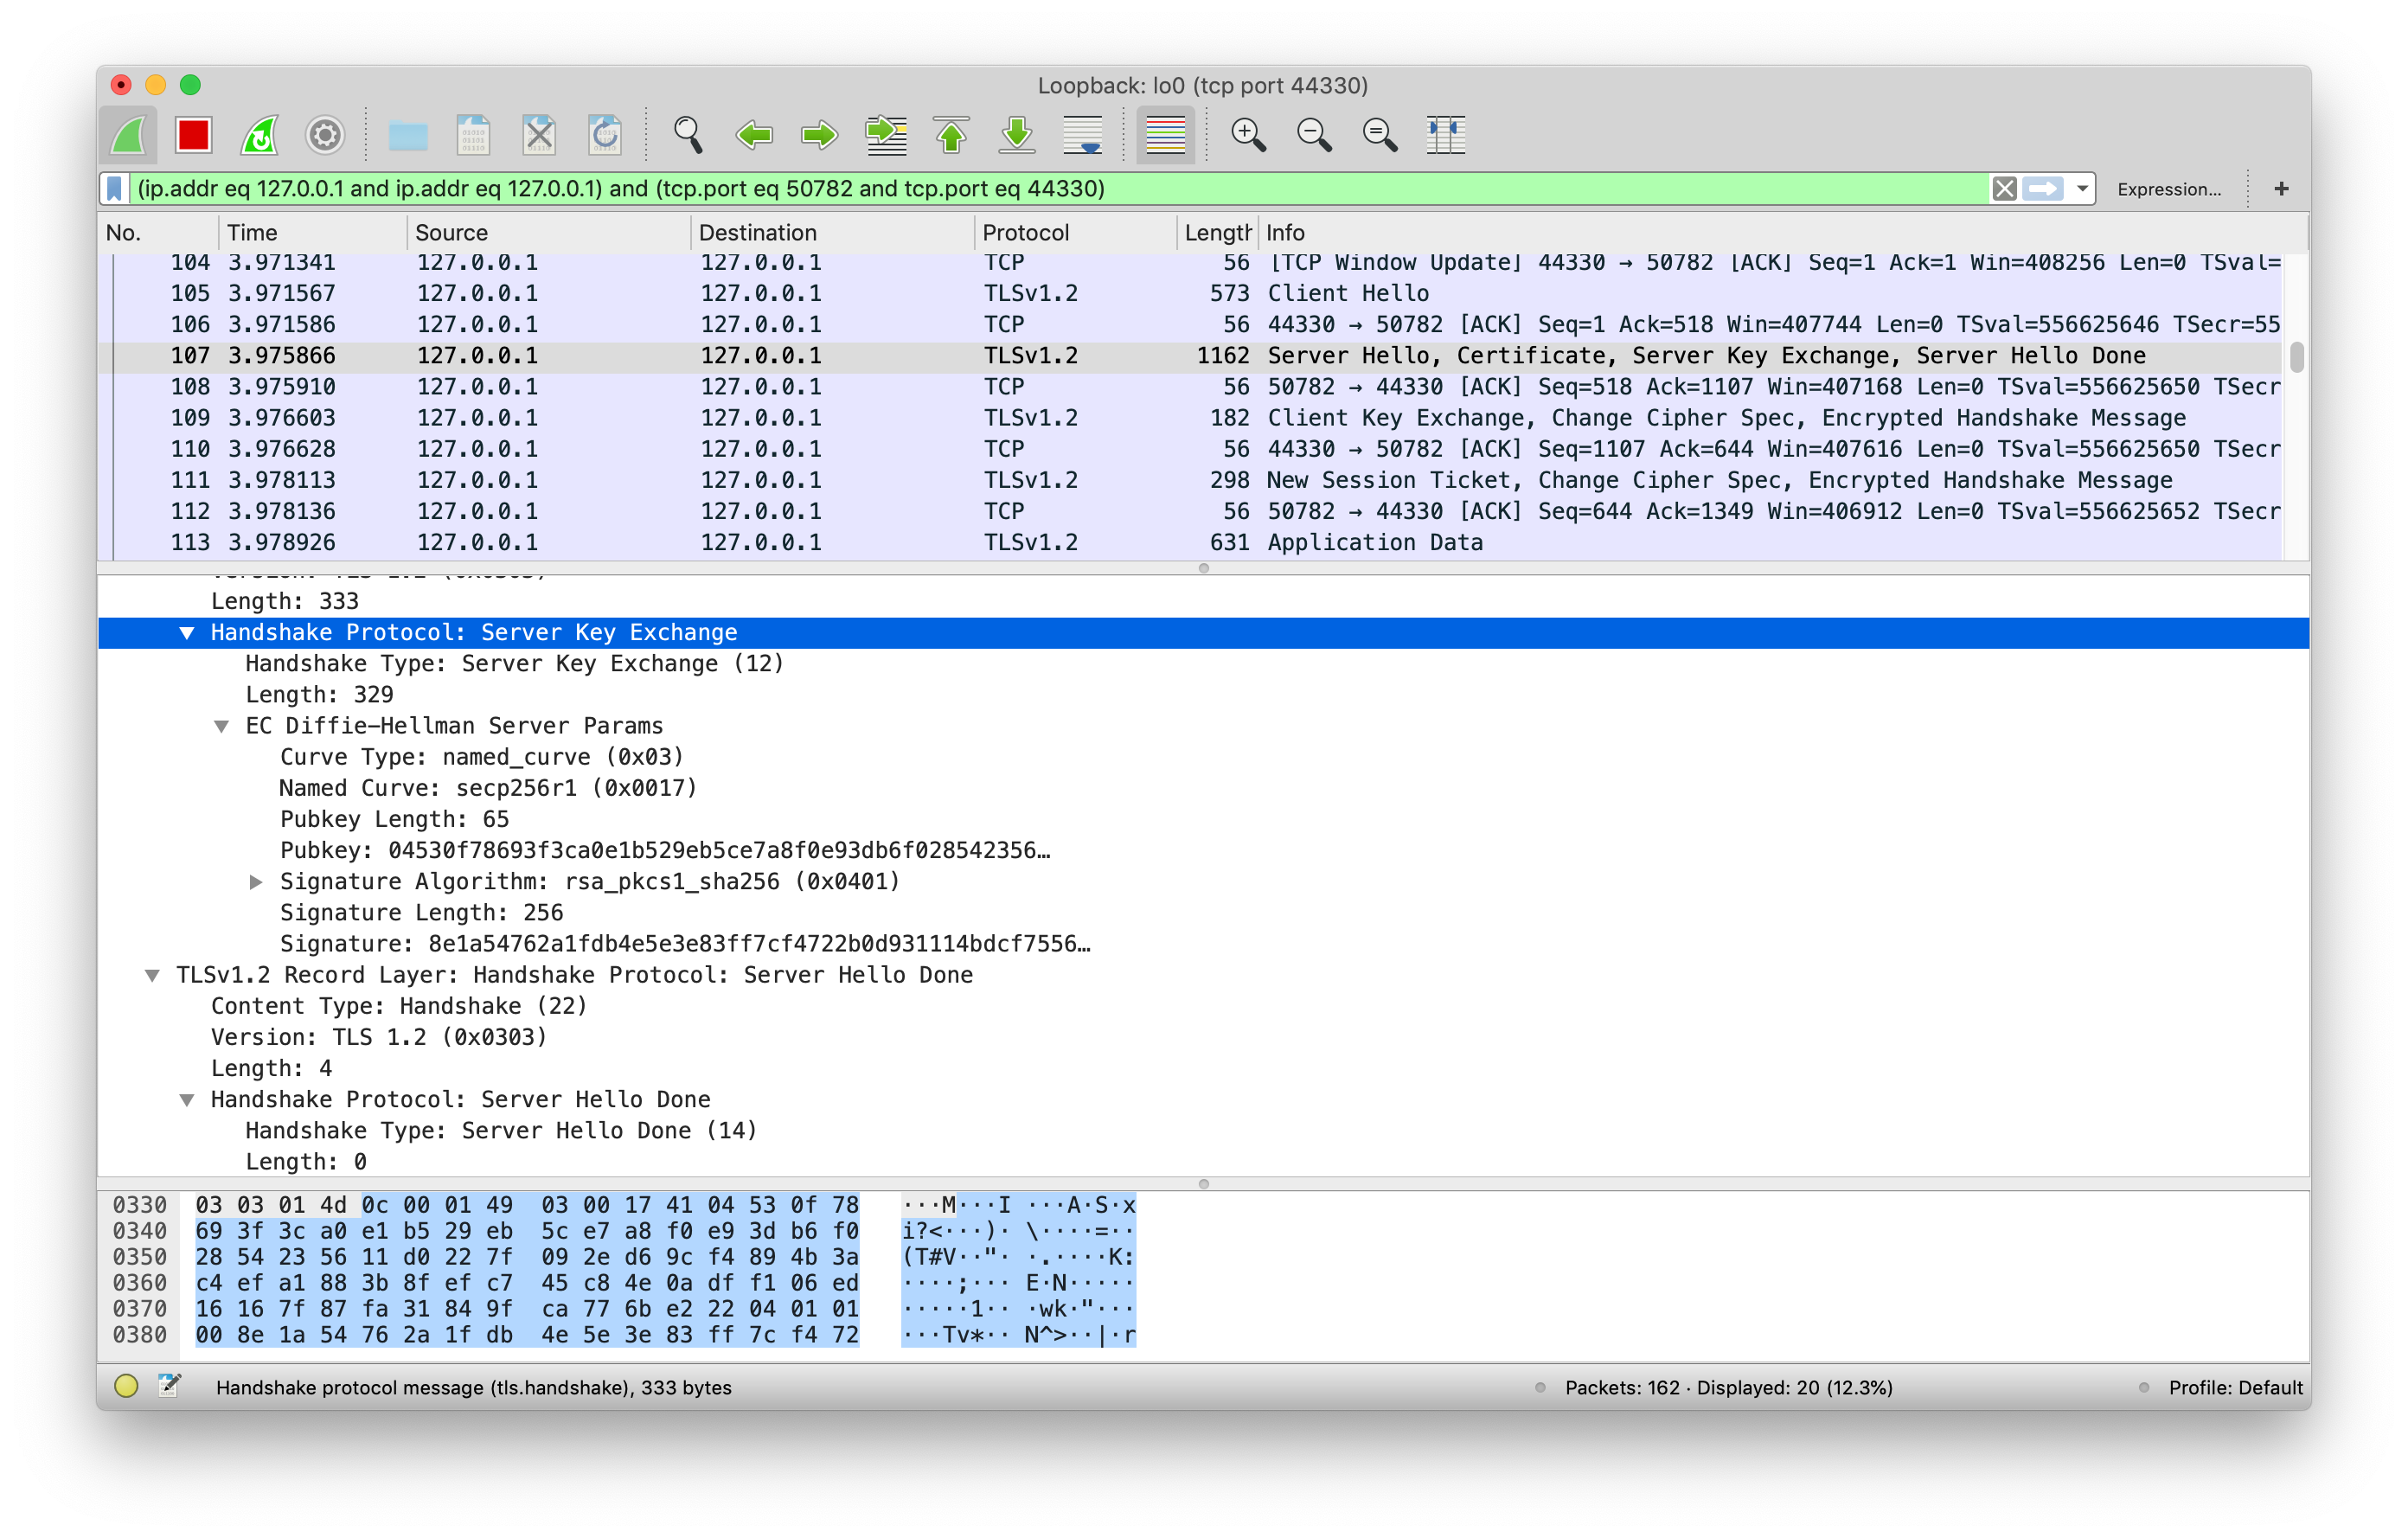 Loopback: lo0 (tcp port 44330)
(ip.addr eq 127.0.0.1 and ip.addr eq 127.0.0.1) and (tcp.port eq 50782 and tcp.port eq 44330)
Expression…
+
No. Time Source Destination Protocol Length Info
104 3.971341 127.0.0.1 127.0.0.1 TCP 56 [TCP Window Update] 44330 → 50782 [ACK] Seq=1 Ack=1 Win=408256 Len=0 TSval=
105 3.971567 127.0.0.1 127.0.0.1 TLSv1.2 573 Client Hello
106 3.971586 127.0.0.1 127.0.0.1 TCP 56 44330 → 50782 [ACK] Seq=1 Ack=518 Win=407744 Len=0 TSval=556625646 TSecr=55
107 3.975866 127.0.0.1 127.0.0.1 TLSv1.2 1162 Server Hello, Certificate, Server Key Exchange, Server Hello Done
108 3.975910 127.0.0.1 127.0.0.1 TCP 56 50782 → 44330 [ACK] Seq=518 Ack=1107 Win=407168 Len=0 TSval=556625650 TSecr
109 3.976603 127.0.0.1 127.0.0.1 TLSv1.2 182 Client Key Exchange, Change Cipher Spec, Encrypted Handshake Message
110 3.976628 127.0.0.1 127.0.0.1 TCP 56 44330 → 50782 [ACK] Seq=1107 Ack=644 Win=407616 Len=0 TSval=556625650 TSecr
111 3.978113 127.0.0.1 127.0.0.1 TLSv1.2 298 New Session Ticket, Change Cipher Spec, Encrypted Handshake Message
112 3.978136 127.0.0.1 127.0.0.1 TCP 56 50782 → 44330 [ACK] Seq=644 Ack=1349 Win=406912 Len=0 TSval=556625652 TSecr
113 3.978926 127.0.0.1 127.0.0.1 TLSv1.2 631 Application Data
Version: TLS 1.2 (0x0303)
Length: 333
Handshake Protocol: Server Key Exchange
Handshake Type: Server Key Exchange (12)
Length: 329
EC Diffie-Hellman Server Params
Curve Type: named_curve (0x03)
Named Curve: secp256r1 (0x0017)
Pubkey Length: 65
Pubkey: 04530f78693f3ca0e1b529eb5ce7a8f0e93db6f028542356…
Signature Algorithm: rsa_pkcs1_sha256 (0x0401)
Signature Length: 256
Signature: 8e1a54762a1fdb4e5e3e83ff7cf4722b0d931114bdcf7556…
TLSv1.2 Record Layer: Handshake Protocol: Server Hello Done
Content Type: Handshake (22)
Version: TLS 1.2 (0x0303)
Length: 4
Handshake Protocol: Server Hello Done
Handshake Type: Server Hello Done (14)
Length: 0
0330 03 03 01 4d 0c 00 01 49 03 00 17 41 04 53 0f 78 ···M···I ···A·S·x
0340 69 3f 3c a0 e1 b5 29 eb 5c e7 a8 f0 e9 3d b6 f0 i?<···)· \····=··
0350 28 54 23 56 11 d0 22 7f 09 2e d6 9c f4 89 4b 3a (T#V··"· ·.····K:
0360 c4 ef a1 88 3b 8f ef c7 45 c8 4e 0a df f1 06 ed ····;··· E·N·····
0370 16 16 7f 87 fa 31 84 9f ca 77 6b e2 22 04 01 01 ·····1·· ·wk·"···
0380 00 8e 1a 54 76 2a 1f db 4e 5e 3e 83 ff 7c f4 72 ···Tv*·· N^>··|·r
Handshake protocol message (tls.handshake), 333 bytes
Packets: 162 · Displayed: 20 (12.3%)
Profile: Default